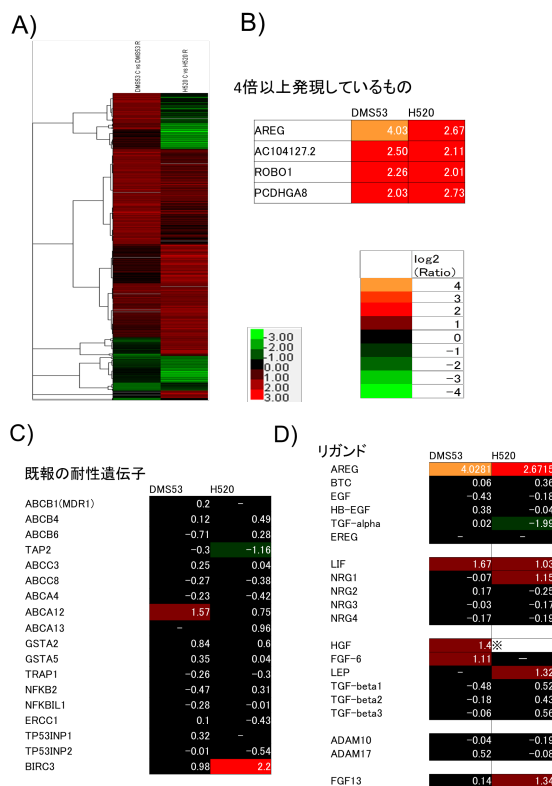 A)
DMS53 C vs DMS53 R
H520 C vs H520 R
-3.00
-2.00
-1.00
0.00
1.00
2.00
3.00
B)
4倍以上発現しているもの
DMS53 H520
AREG 4.03 2.67
AC104127.2 2.50 2.11
ROBO1 2.26 2.01
PCDHGA8 2.03 2.73
log2
(Ratio)
4
3
2
1
0
-1
-2
-3
-4
C)
既報の耐性遺伝子
DMS53 H520
ABCB1(MDR1) 0.2 -
ABCB4 0.12 0.49
ABCB6 -0.71 0.28
TAP2 -0.3 -1.16
ABCC3 0.25 0.04
ABCC8 -0.27 -0.38
ABCA4 -0.23 -0.42
ABCA12 1.57 0.75
ABCA13 - 0.96
GSTA2 0.84 0.6
GSTA5 0.35 0.04
TRAP1 -0.26 -0.3
NFKB2 -0.47 0.31
NFKBIL1 -0.28 -0.01
ERCC1 0.1 -0.43
TP53INP1 0.32 -
TP53INP2 -0.01 -0.54
BIRC3 0.98 2.2
D)
リガンド
DMS53 H520
AREG 4.0281 2.6715
BTC 0.06 0.36
EGF -0.43 -0.18
HB-EGF 0.38 -0.04
TGF-alpha 0.02 -1.99
EREG - -
LIF 1.67 1.03
NRG1 -0.07 1.15
NRG2 0.17 -0.25
NRG3 -0.03 -0.17
NRG4 -0.17 -0.19
HGF 1.4 ※
FGF-6 1.11 —
LEP - 1.32
TGF-beta1 -0.48 0.52
TGF-beta2 -0.18 0.43
TGF-beta3 -0.06 0.56
ADAM10 -0.04 -0.19
ADAM17 0.52 -0.08
FGF13 0.14 1.34